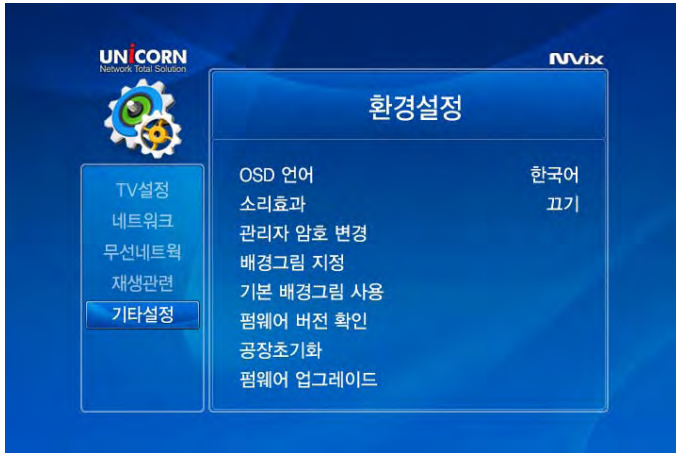 UNiCORN
Network Total Solution
Mvix
환경설정
TV설정
네트워크
무선네트웍
재생관련
기타설정
OSD 언어 한국어
소리효과 끄기
관리자 암호 변경
배경그림 지정
기본 배경그림 사용
펌웨어 버전 확인
공장초기화
펌웨어 업그레이드